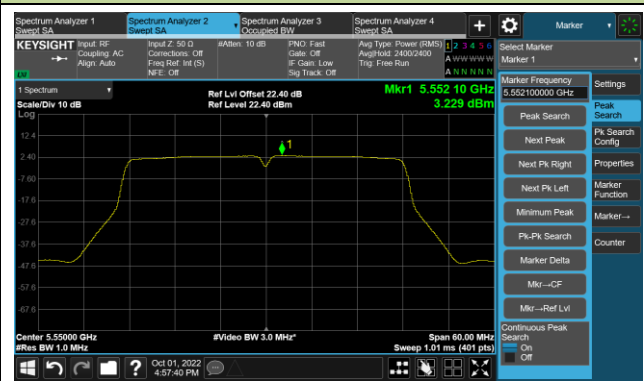 Spectrum Analyzer 1
Swept SA
Spectrum Analyzer 2
Swept SA
Spectrum Analyzer 3
Occupied BW
Spectrum Analyzer 4
Swept SA
+
Marker
KEYSIGHT
Input: RF
Coupling: AC
Align: Auto
Input Z: 50 Ω
Corrections: Off
Freq Ref: Int (S)
NFE: Off
#Atten: 10 dB
PNO: Fast
Gate: Off
IF Gain: Low
Sig Track: Off
Avg Type: Power (RMS)
Avg|Hold: 2400/2400
Trig: Free Run
1 2 3 4 5 6
A W W W W W
A N N N N N
Select Marker
Marker 1
1 Spectrum
Scale/Div 10 dB
Log
Ref Lvl Offset 22.40 dB
Ref Level 22.40 dBm
Mkr1 5.552 10 GHz
3.229 dBm
12.4
2.40
-7.60
-17.6
-27.6
-37.6
-47.6
-57.6
-67.6
1
Center 5.55000 GHz
#Res BW 1.0 MHz
#Video BW 3.0 MHz*
Span 60.00 MHz
Sweep 1.01 ms (401 pts)
Marker Frequency
5.552100000 GHz
Peak Search
Next Peak
Next Pk Right
Next Pk Left
Minimum Peak
Pk-Pk Search
Marker Delta
Mkr→CF
Mkr→Ref Lvl
Continuous Peak
Search
On
Off
Settings
Peak
Search
Pk Search
Config
Properties
Marker
Function
Marker→
Counter
?
Oct 01, 2022
4:57:40 PM